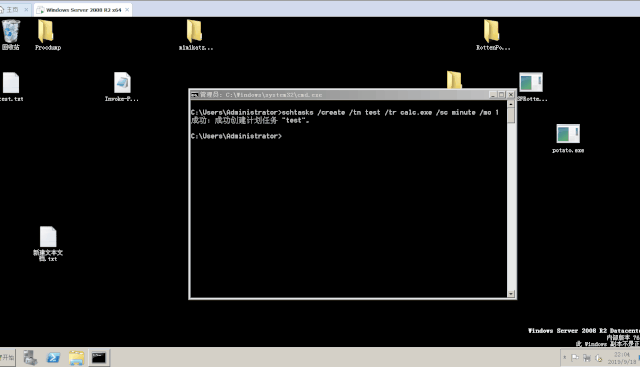 主页
Windows Server 2008 R2 x64
回收站
Procdump
mimikatz...
RottenPo...
test.txt
Invoke-P...
SPRotte...
potato.exe
新建文本文
档.txt
管理员: C:\Windows\system32\cmd.exe
C:\Users\Administrator>schtasks /create /tn test /tr calc.exe /sc minute /mo 1
成功: 成功创建计划任务 "test"。
C:\Users\Administrator>
Windows Server 2008 R2 Datacente
内部版本 76
此 Windows 副本不是正
开始
22:04
2019/9/18